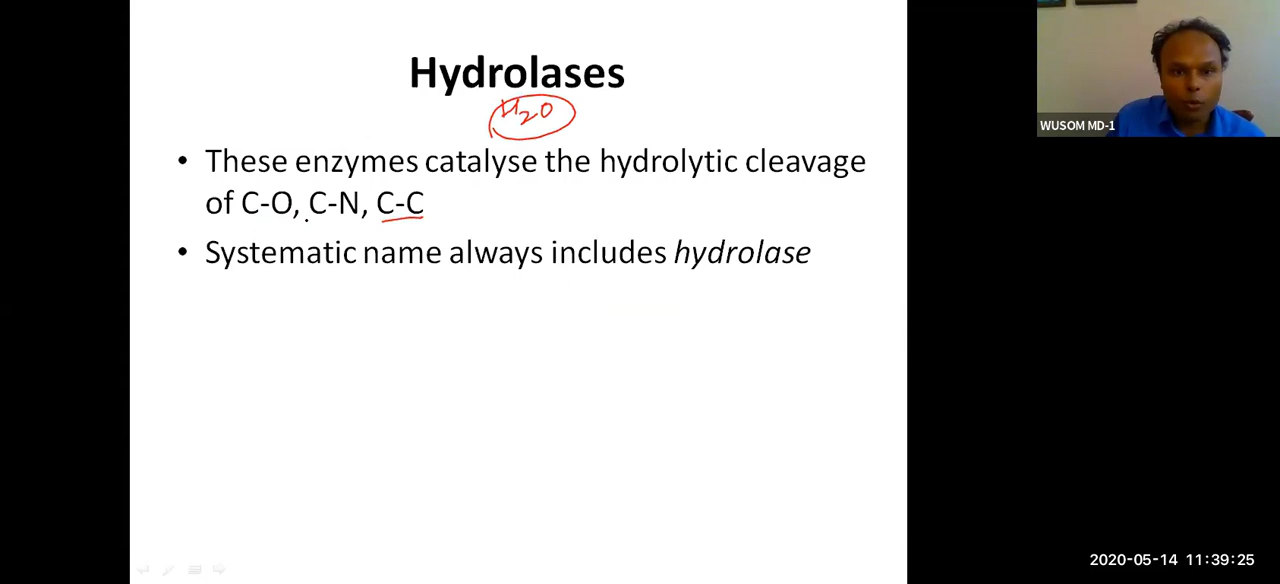 Hydrolases
H2O
• These enzymes catalyse the hydrolytic cleavage
of C-O, C-N, C-C
• Systematic name always includes hydrolase
WUSOM MD-1
2020-05-14 11:39:25